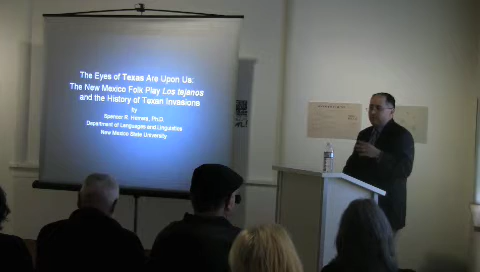 The Eyes of Texas Are Upon Us:
The New Mexico Folk Play Los tejanos
and the History of Texan Invasions
by
Spencer R. Herrera, Ph.D.
Department of Languages and Linguistics
New Mexico State University